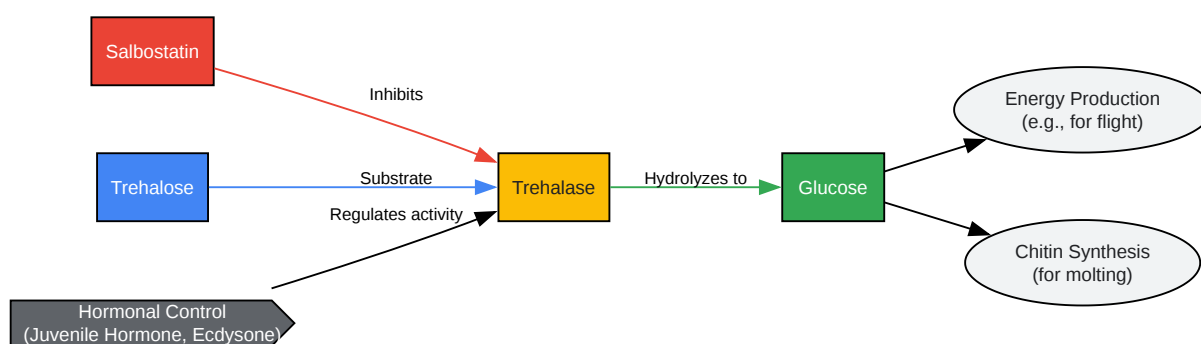 Salbostatin
Inhibits
Energy Production
(e.g., for flight)
Trehalose
Substrate
Trehalase
Hydrolyzes to
Glucose
Regulates activity
Chitin Synthesis
(for molting)
Hormonal Control
(Juvenile Hormone, Ecdysone)